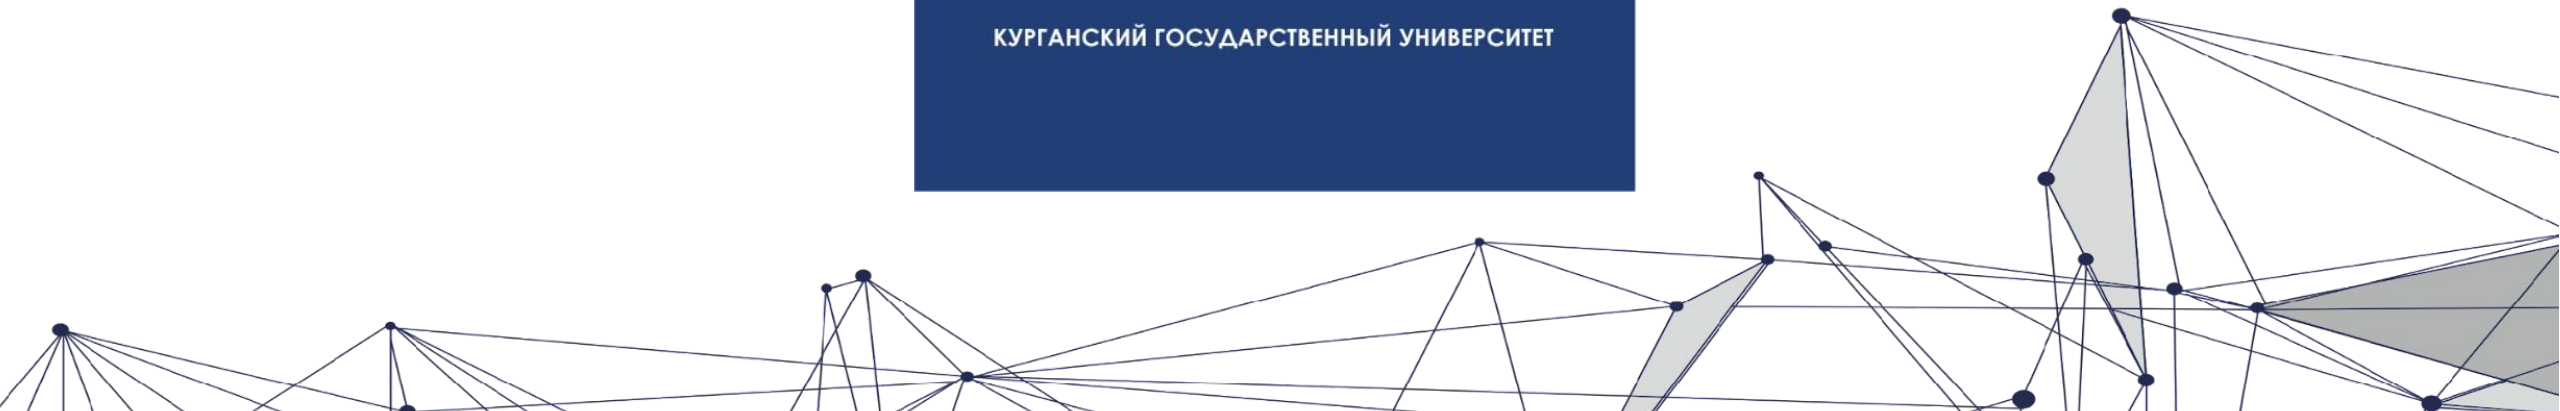 КУРГАНСКИЙ ГОСУДАРСТВЕННЫЙ УНИВЕРСИТЕТ